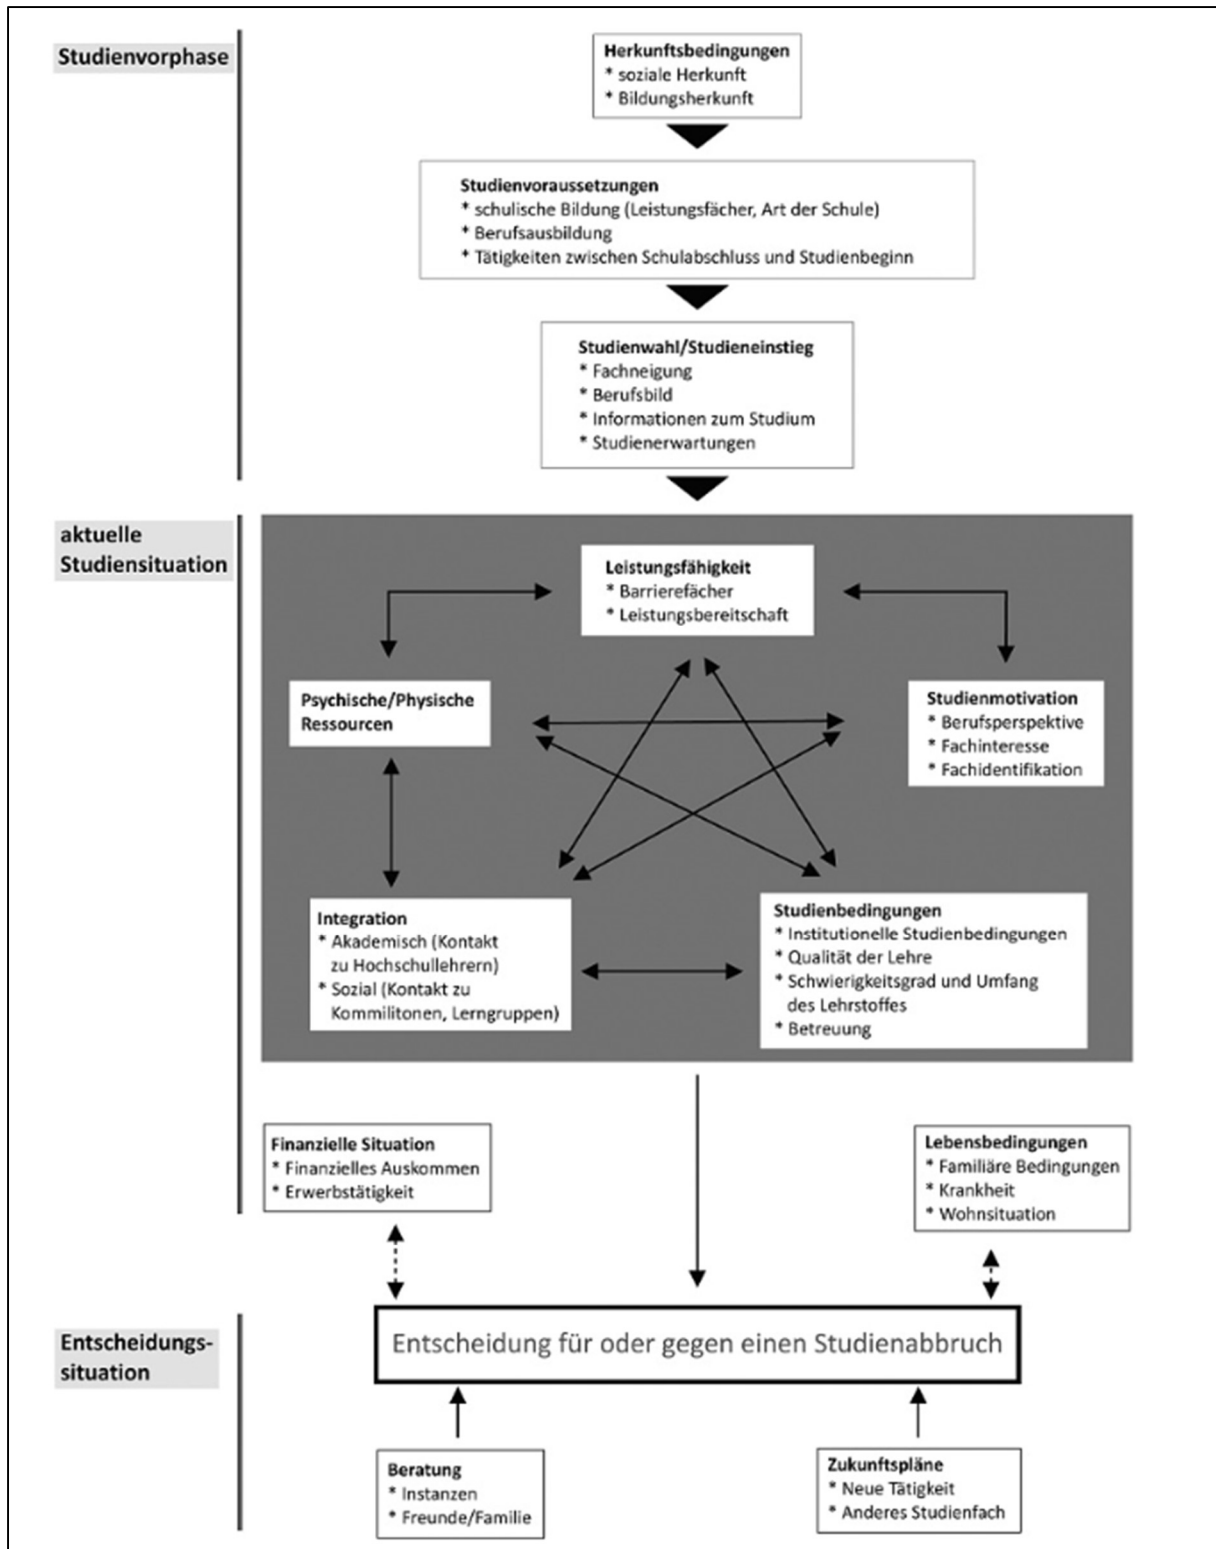 Studienvorphase
Herkunftsbedingungen
* soziale Herkunft
* Bildungsherkunft
Studienvoraussetzungen
* schulische Bildung (Leistungsfächer, Art der Schule)
* Berufsausbildung
* Tätigkeiten zwischen Schulabschluss und Studienbeginn
Studienwahl/Studieneinstieg
* Fachneigung
* Berufsbild
* Informationen zum Studium
* Studienerwartungen
aktuelle
Studiensituation
Leistungsfähigkeit
* Barrierefächer
* Leistungsbereitschaft
Psychische/Physische
Ressourcen
Studienmotivation
* Berufsperspektive
* Fachinteresse
* Fachidentifikation
Integration
* Akademisch (Kontakt
zu Hochschullehrern)
* Sozial (Kontakt zu
Kommilitonen, Lerngruppen)
Studienbedingungen
* Institutionelle Studienbedingungen
* Qualität der Lehre
* Schwierigkeitsgrad und Umfang
des Lehrstoffes
* Betreuung
Finanzielle Situation
* Finanzielles Auskommen
* Erwerbstätigkeit
Lebensbedingungen
* Familiäre Bedingungen
* Krankheit
* Wohnsituation
Entscheidungs-
situation
Entscheidung für oder gegen einen Studienabbruch
Beratung
* Instanzen
* Freunde/Familie
Zukunftspläne
* Neue Tätigkeit
* Anderes Studienfach